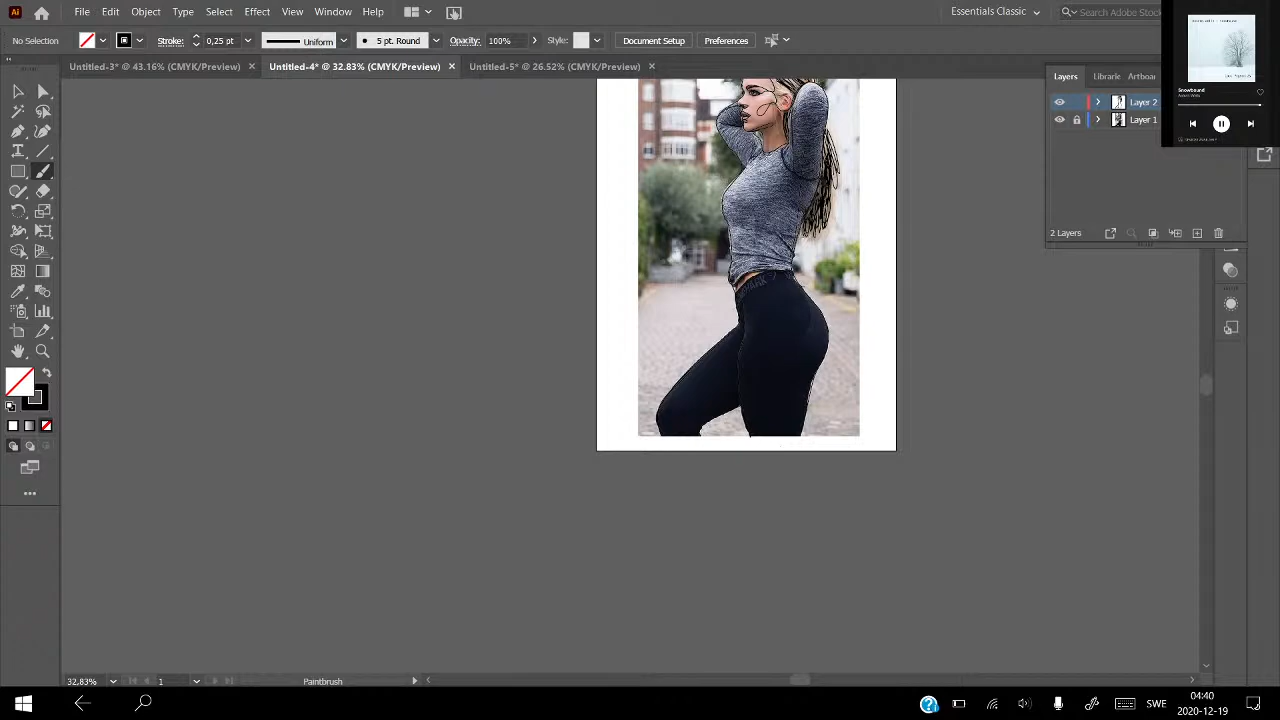 Ai File Edit Object Type Select Effect View Window Help Essentials Classic Search Adobe Stock
No Selection Stroke: 0,25 pt Uniform 5 pt. Round Opacity: 100% Style: Document Setup Preferences
Untitled-3* @ 43.16% (CMYK/Preview) Untitled-4* @ 32.83% (CMYK/Preview) Untitled-5* @ 26.52% (CMYK/Preview)
Layers Librarie Artboar
Layer 2
Layer 1
2 Layers
Snowbound
32.83% 1 Paintbrush
SWE
04:40
2020-12-19